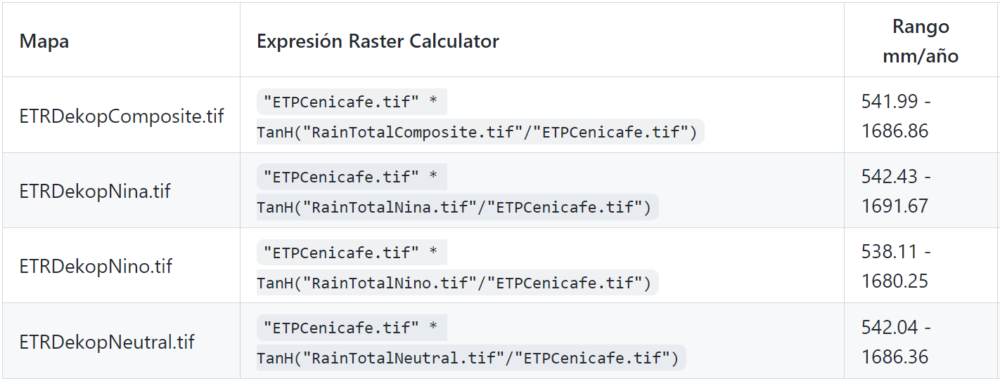 Mapa
Expresión Raster Calculator
Rango
mm/año
ETRDekopComposite.tif
"ETPCenicafe.tif" *
TanH("RainTotalComposite.tif"/"ETPCenicafe.tif")
541.99 -
1686.86
ETRDekopNina.tif
"ETPCenicafe.tif" *
TanH("RainTotalNina.tif"/"ETPCenicafe.tif")
542.43 -
1691.67
ETRDekopNino.tif
"ETPCenicafe.tif" *
TanH("RainTotalNino.tif"/"ETPCenicafe.tif")
538.11 -
1680.25
ETRDekopNeutral.tif
"ETPCenicafe.tif" *
TanH("RainTotalNeutral.tif"/"ETPCenicafe.tif")
542.04 -
1686.36